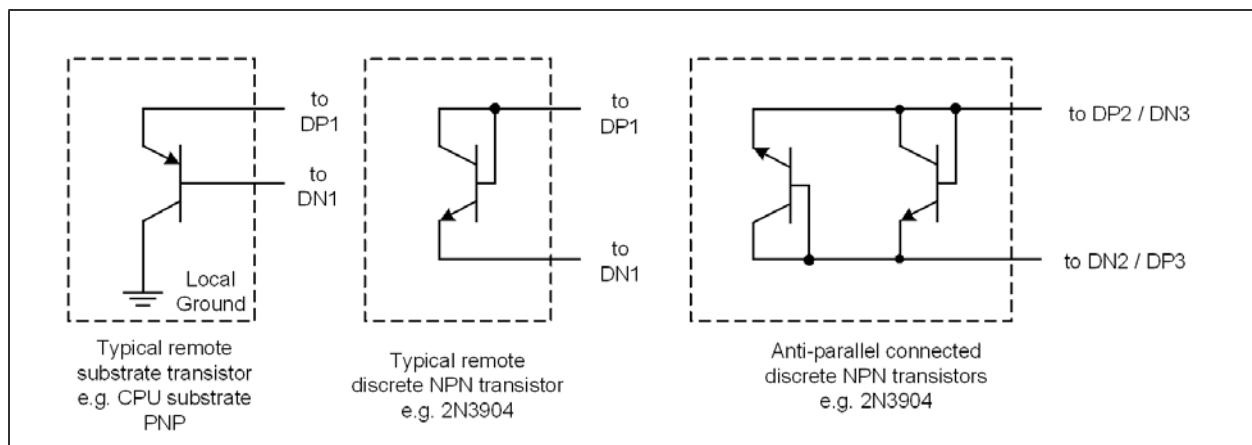 to
DP1
to
DN1
Local
Ground
Typical remote
substrate transistor
e.g. CPU substrate
PNP
to
DP1
to
DN1
Typical remote
discrete NPN transistor
e.g. 2N3904
to DP2 / DN3
to DN2 / DP3
Anti-parallel connected
discrete NPN transistors
e.g. 2N3904